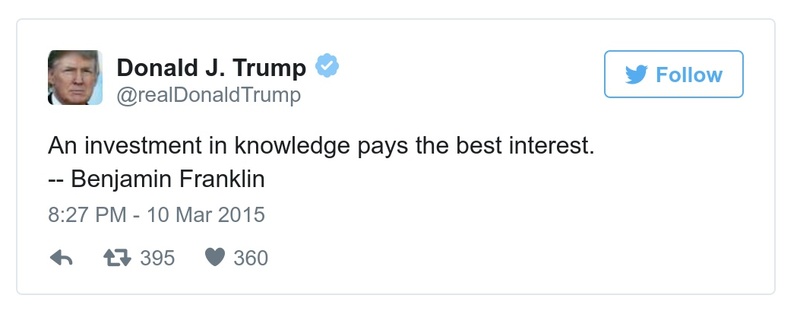 Donald J. Trump
@realDonaldTrump
Follow
An investment in knowledge pays the best interest.
-- Benjamin Franklin
8:27 PM - 10 Mar 2015
395 360